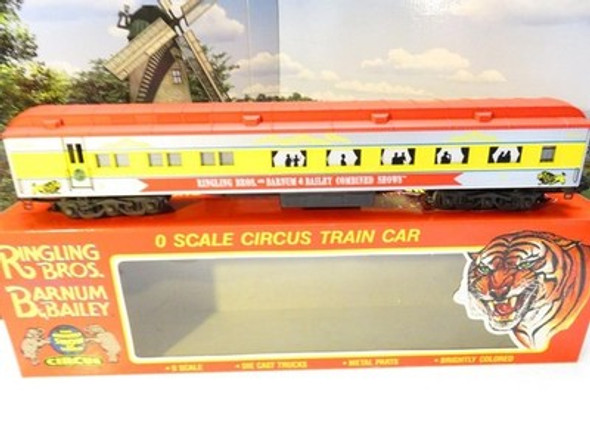 RINGLING BROS. AND BARNUM & BAILEY COMBINED SHOWS
O SCALE CIRCUS TRAIN CAR
RINGLING
BROS.
BARNUM
& BAILEY
CIRCUS
• O SCALE • DIE CAST TRUCKS • METAL PARTS • BRIGHTLY COLORED